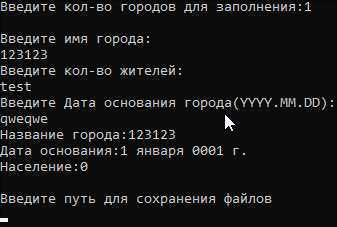 Введите кол-во городов для заполнения:1
Введите имя города:
123123
Введите кол-во жителей:
test
Введите Дата основания города(YYYY.MM.DD):
qweqwe
Название города:123123
Дата основания:1 января 0001 г.
Население:0
Введите путь для сохранения файлов